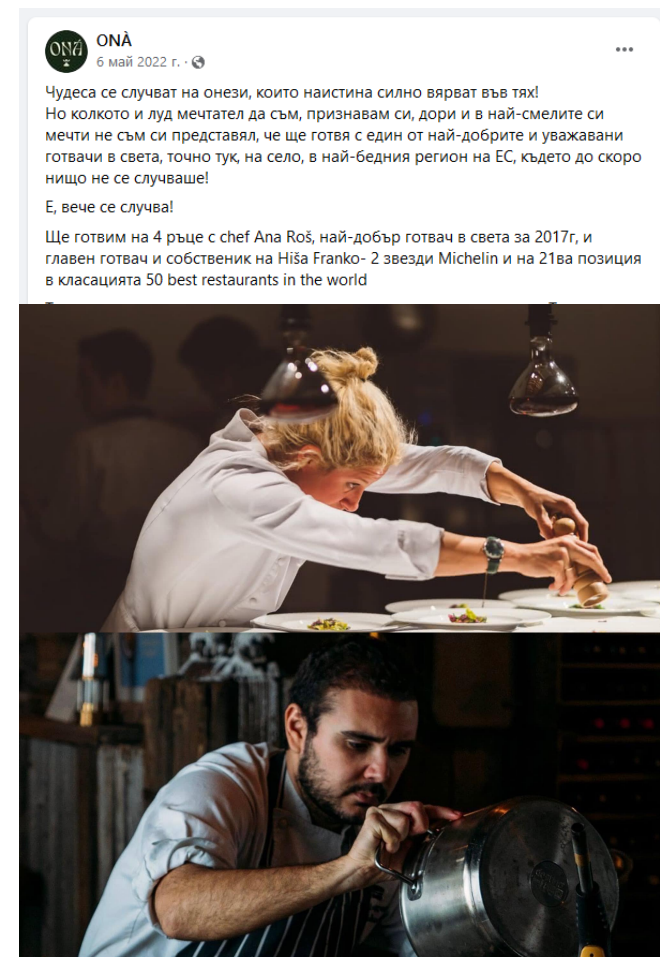 ONÀ
ONÀ
6 май 2022 г. ·
Чудеса се случват на онези, които наистина силно вярват във тях!
Но колкото и луд мечтател да съм, признавам си, дори и в най-смелите си
мечти не съм си представял, че ще готвя с един от най-добрите и уважавани
готвачи в света, точно тук, на село, в най-бедния регион на ЕС, където до скоро
нищо не се случваше!
Е, вече се случва!
Ще готвим на 4 ръце с chef Ana Roš, най-добър готвач в света за 2017г, и
главен готвач и собственик на Hiša Franko- 2 звезди Michelin и на 21ва позиция
в класацията 50 best restaurants in the world